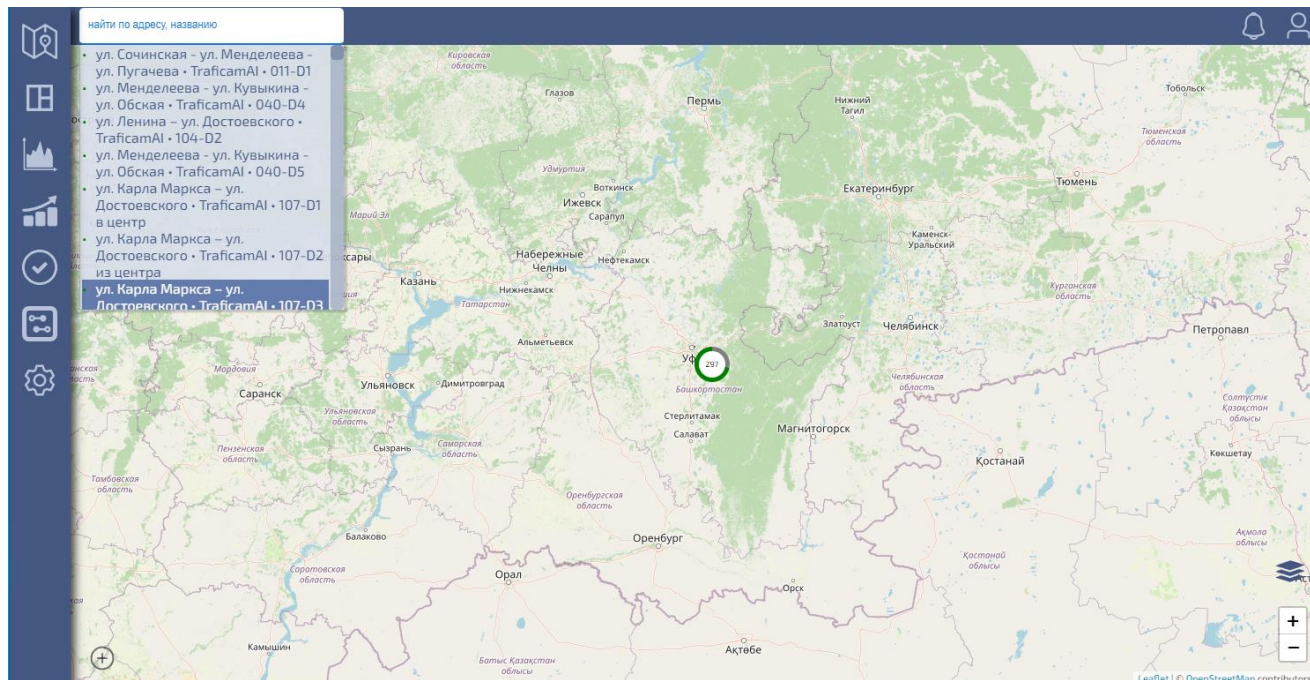 найти по адресу, названию
ул. Сочинская - ул. Менделеева -
ул. Пугачева • TraficamAI • 011-D1
ул. Менделеева - ул. Кувыкина -
ул. Обская • TraficamAI • 040-D4
ул. Ленина – ул. Достоевского •
TraficamAI • 104-D2
ул. Менделеева - ул. Кувыкина -
ул. Обская • TraficamAI • 040-D5
ул. Карла Маркса – ул.
Достоевского • TraficamAI • 107-D1
в центр
ул. Карла Маркса – ул.
Достоевского • TraficamAI • 107-D2
из центра
ул. Карла Маркса – ул.
Достоевского • TraficamAI • 107-D3
Кировская
область
Глазов
Пермь
Нижний
Тагил
Тобольск
Тюменская
область
Удмуртия
Воткинск
Ижевск
Сарапул
Екатеринбург
Тюмень
Марий Эл
Каменск-
Уральский
Набережные
Челны
Нефтекамск
Казань
Нижнекамск
Татарстан
Курганская
область
Златоуст
Челябинск
Петропавл
Альметьевск
297
Башкортостан
Челябинская
область
Мордовия
Саранск
Ульяновск
Димитровград
Ульяновская
область
Стерлитамак
Салават
Магнитогорск
Солтүстік
Қазақстан
облысы
Көкшетау
Пензенская
область
Сызрань
Самарская
область
Қостанай
Тамбовская
область
Оренбургская
область
Балаково
Оренбург
Ақмола
облысы
Қостанай
облысы
Саратовская
область
Орал
Орск
Камышин
Ақтөбе
Батыс Қазақстан
облысы
+
−
Leaflet | © OpenStreetMap contributors